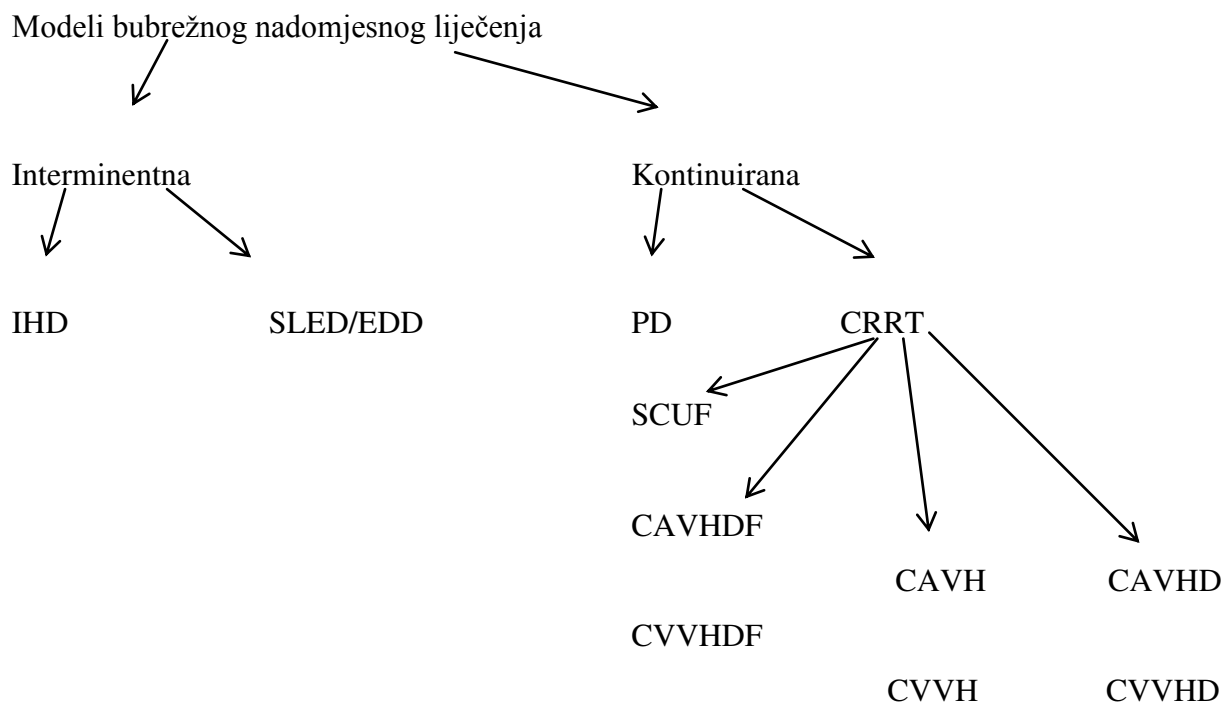 Modeli bubrežnog nadomjesnog liječenja
Interminentna Kontinuirana
IHD SLED/EDD PD CRRT
SCUF
CAVHDF
CAVH CAVHD
CVVHDF
CVVH CVVHD